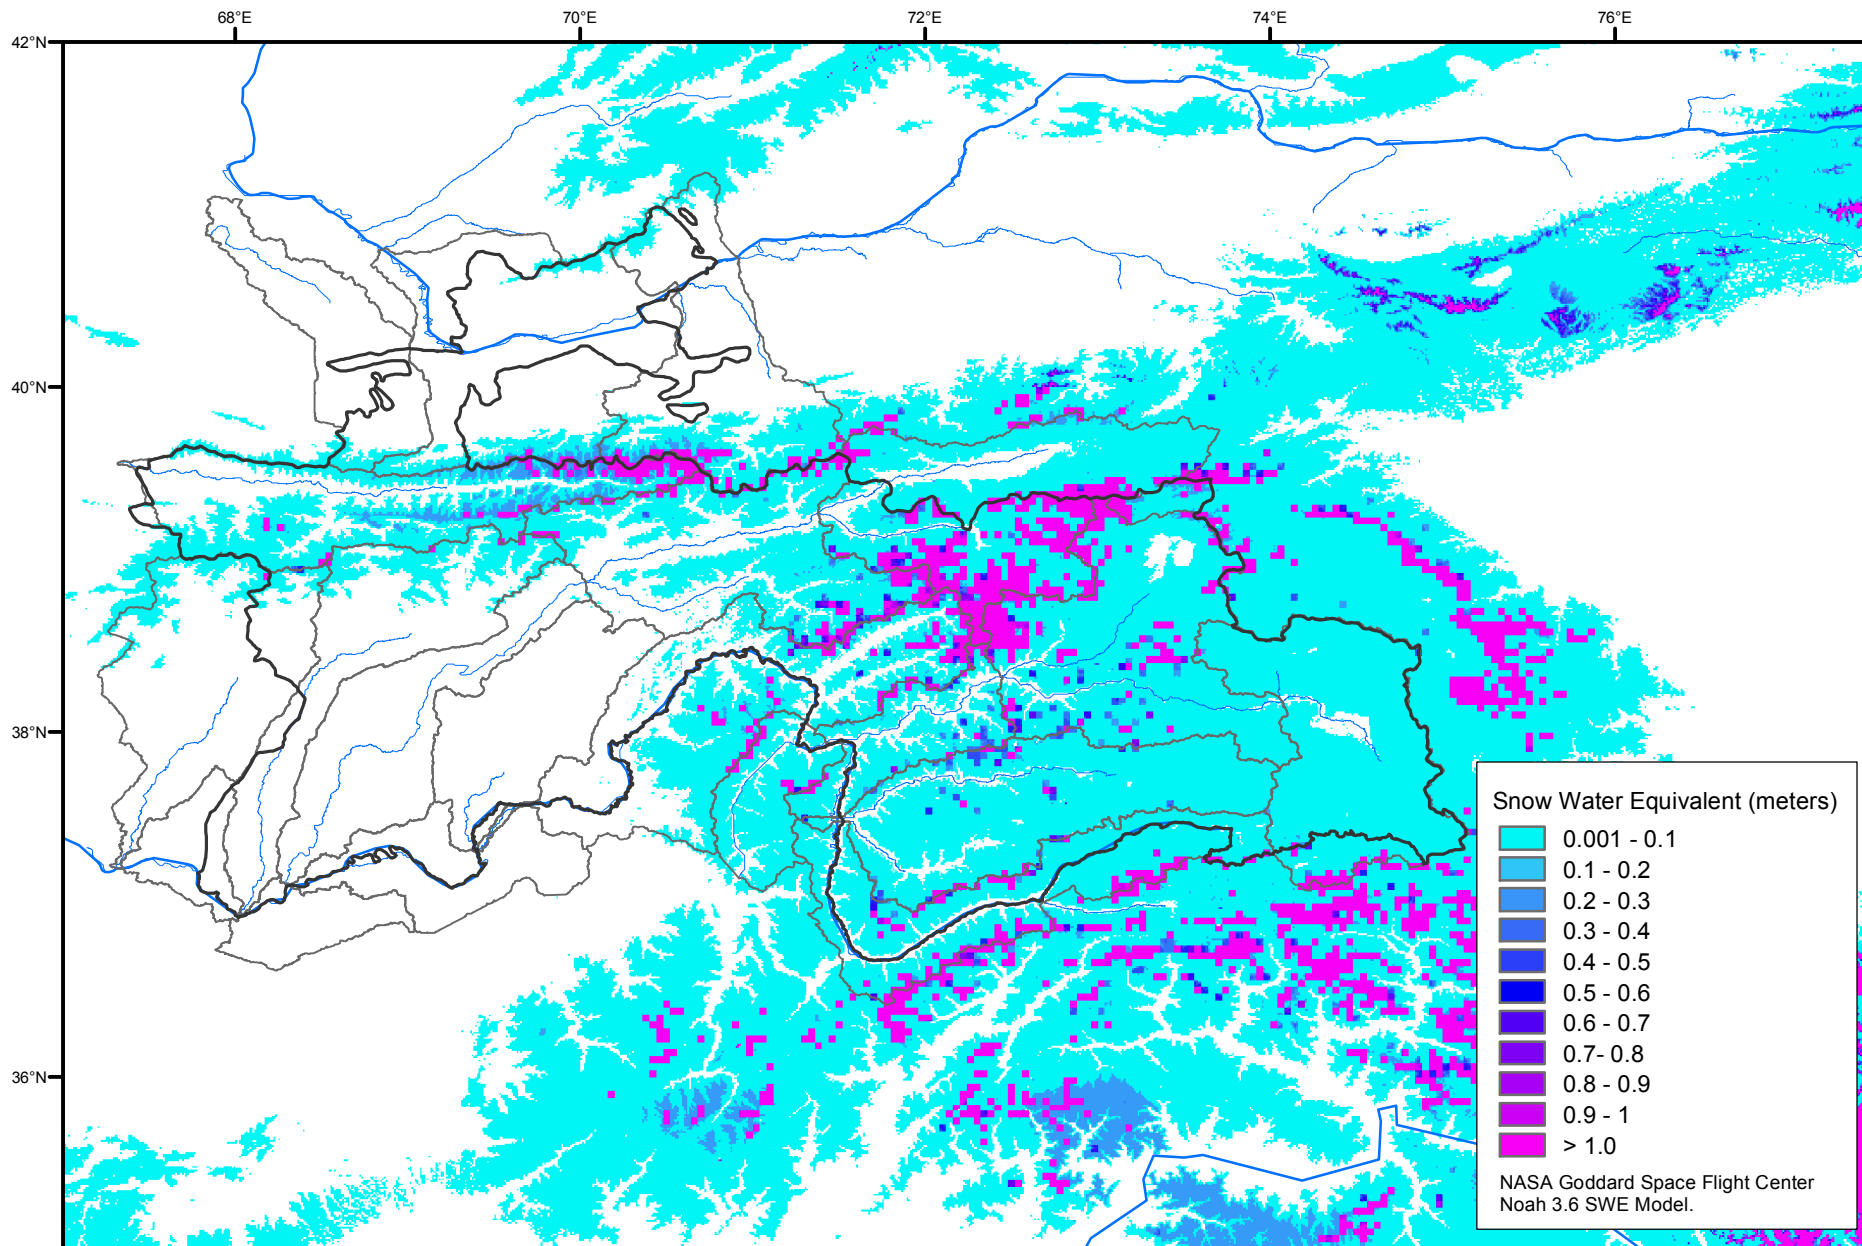 68°E
70°E
72°E
74°E
76°E
42°N
40°N
38°N
36°N
Snow Water Equivalent (meters)
0.001 - 0.1
0.1 - 0.2
0.2 - 0.3
0.3 - 0.4
0.4 - 0.5
0.5 - 0.6
0.6 - 0.7
0.7- 0.8
0.8 - 0.9
0.9 - 1
> 1.0
NASA Goddard Space Flight Center
Noah 3.6 SWE Model.